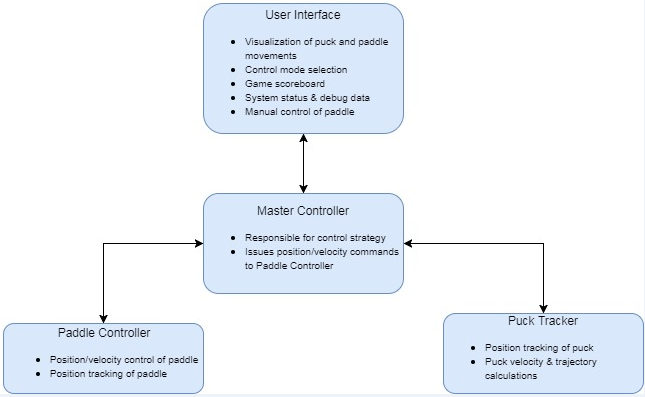 User Interface
• Visualization of puck and paddle
movements
• Control mode selection
• Game scoreboard
• System status & debug data
• Manual control of paddle
Master Controller
• Responsible for control strategy
• Issues position/velocity commands
to Paddle Controller
Paddle Controller
• Position/velocity control of paddle
• Position tracking of paddle
Puck Tracker
• Position tracking of puck
• Puck velocity & trajectory
calculations